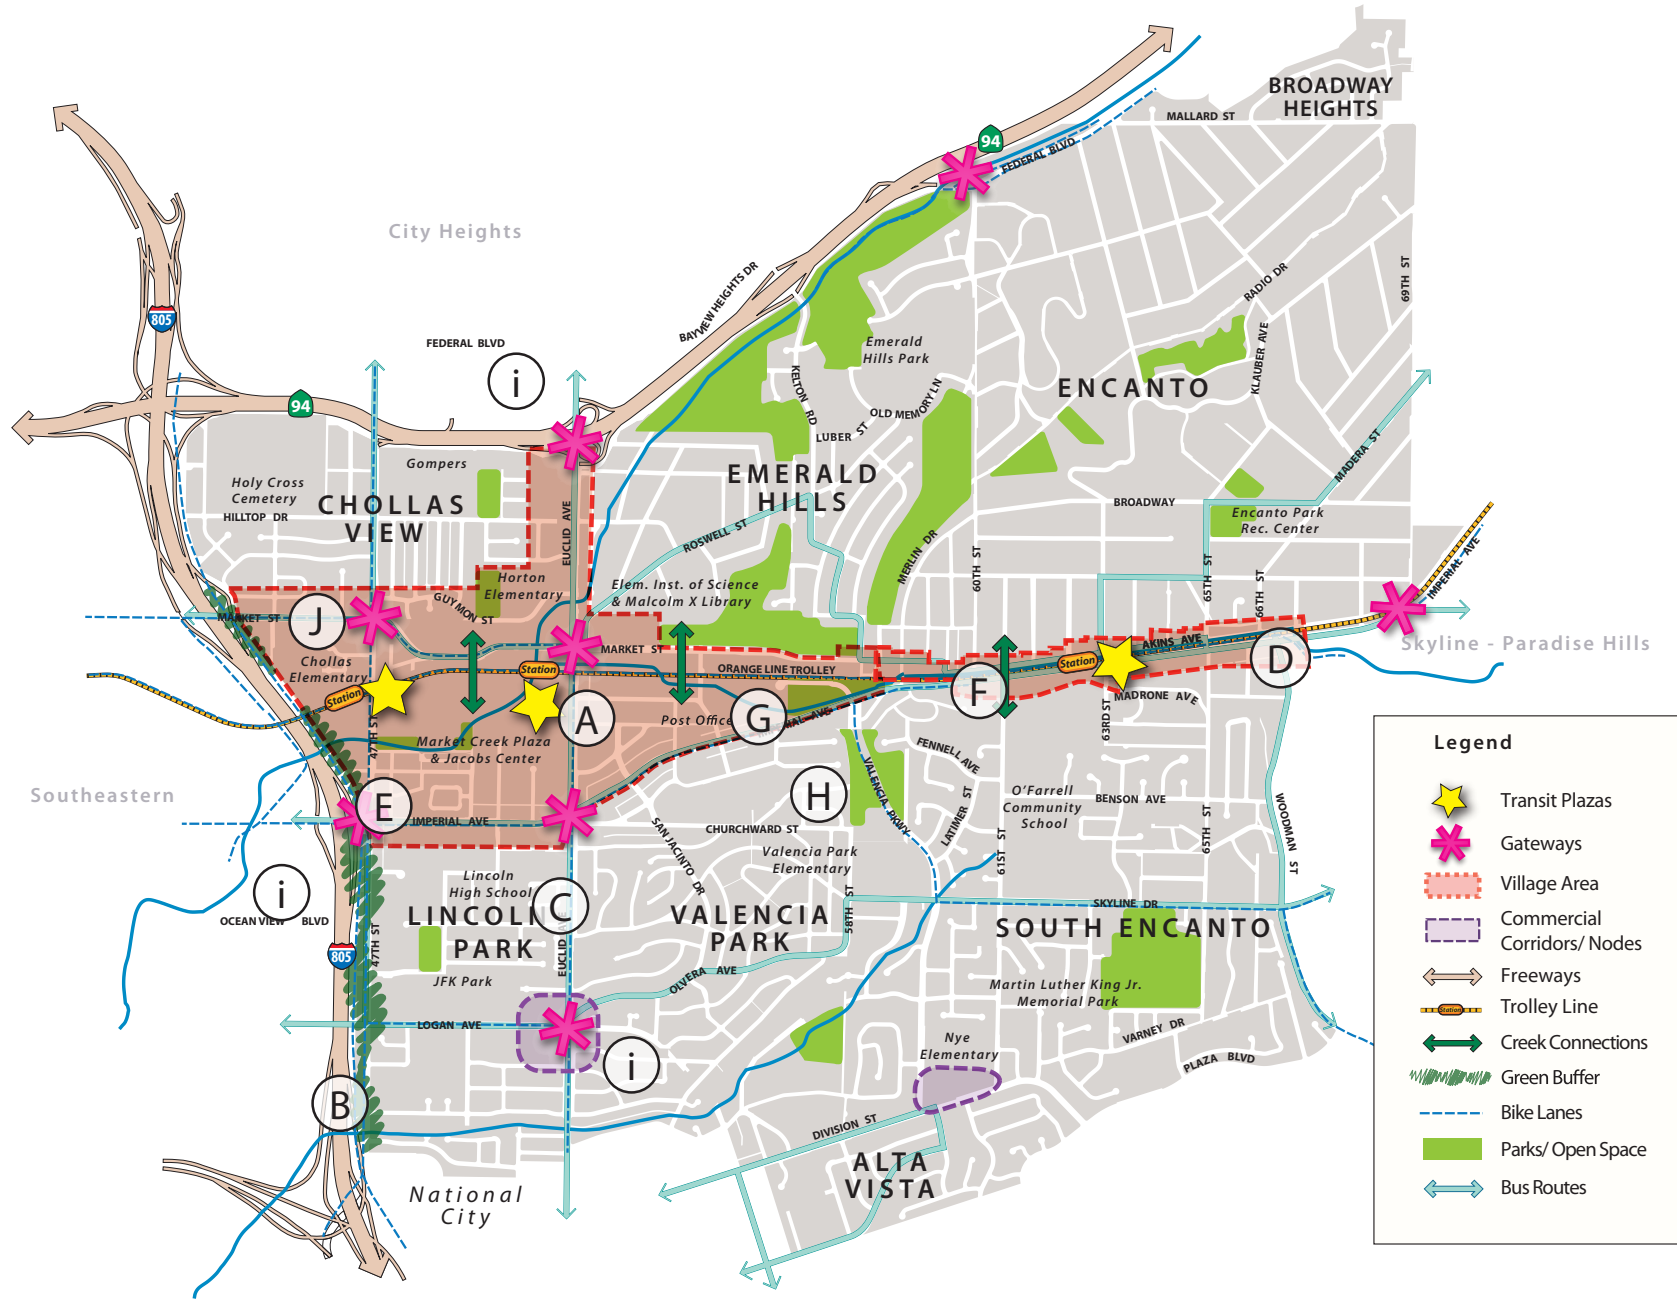 BROADWAY
HEIGHTS
MALLARD ST
94
FEDERAL BLVD
City Heights
BAYVIEW HEIGHTS DR
RADIO DR
69TH ST
805
FEDERAL BLVD
i
Emerald
Hills Park
KLAUBER AVE
KELTON RD
ENCANTO
OLD MEMORY LN
94
LUBER ST
MADERA ST
Gompers
EMERALD
HILLS
Holy Cross
Cemetery
CHOLLAS
VIEW
HILLTOP DR
BROADWAY
Encanto Park
Rec. Center
EUCLID AVE
ROSWELL ST
MERLIN DR
60TH ST
65TH ST
66TH ST
IMPERIAL AVE
Horton
Elementary
Elem. Inst. of Science
& Malcolm X Library
GUYMON ST
MARKET ST
J
MARKET ST
AKINS AVE
Skyline - Paradise Hills
Chollas
Elementary
Station
ORANGE LINE TROLLEY
Station
D
Station
F
MADRONE AVE
A
Post Office
G
IAL AVE
63RD ST
47TH ST
Market Creek Plaza
& Jacobs Center
FENNELL AVE
Legend
VALENCIA PKWY
H
O'Farrell
Community
School
BENSON AVE
Transit Plazas
Southeastern
E
IMPERIAL AVE
SAN JACINTO DR
CHURCHWARD ST
LATIMER ST
61ST ST
65TH ST
WOODMAN ST
Gateways
Valencia Park
Elementary
Lincoln
High School
i
C
Village Area
SKYLINE DR
OCEAN VIEW BLVD
LINCOLN
PARK
VALENCIA
PARK
58TH ST
SOUTH ENCANTO
Commercial
Corridors/ Nodes
47TH ST
EUCLID A
805
JFK Park
OLVERA AVE
Martin Luther King Jr.
Memorial Park
Freeways
Station
Trolley Line
LOGAN AVE
Nye
Elementary
VARNEY DR
PLAZA BLVD
Creek Connections
i
Green Buffer
B
Bike Lanes
DIVISION ST
Parks/ Open Space
ALTA
VISTA
National
City
Bus Routes